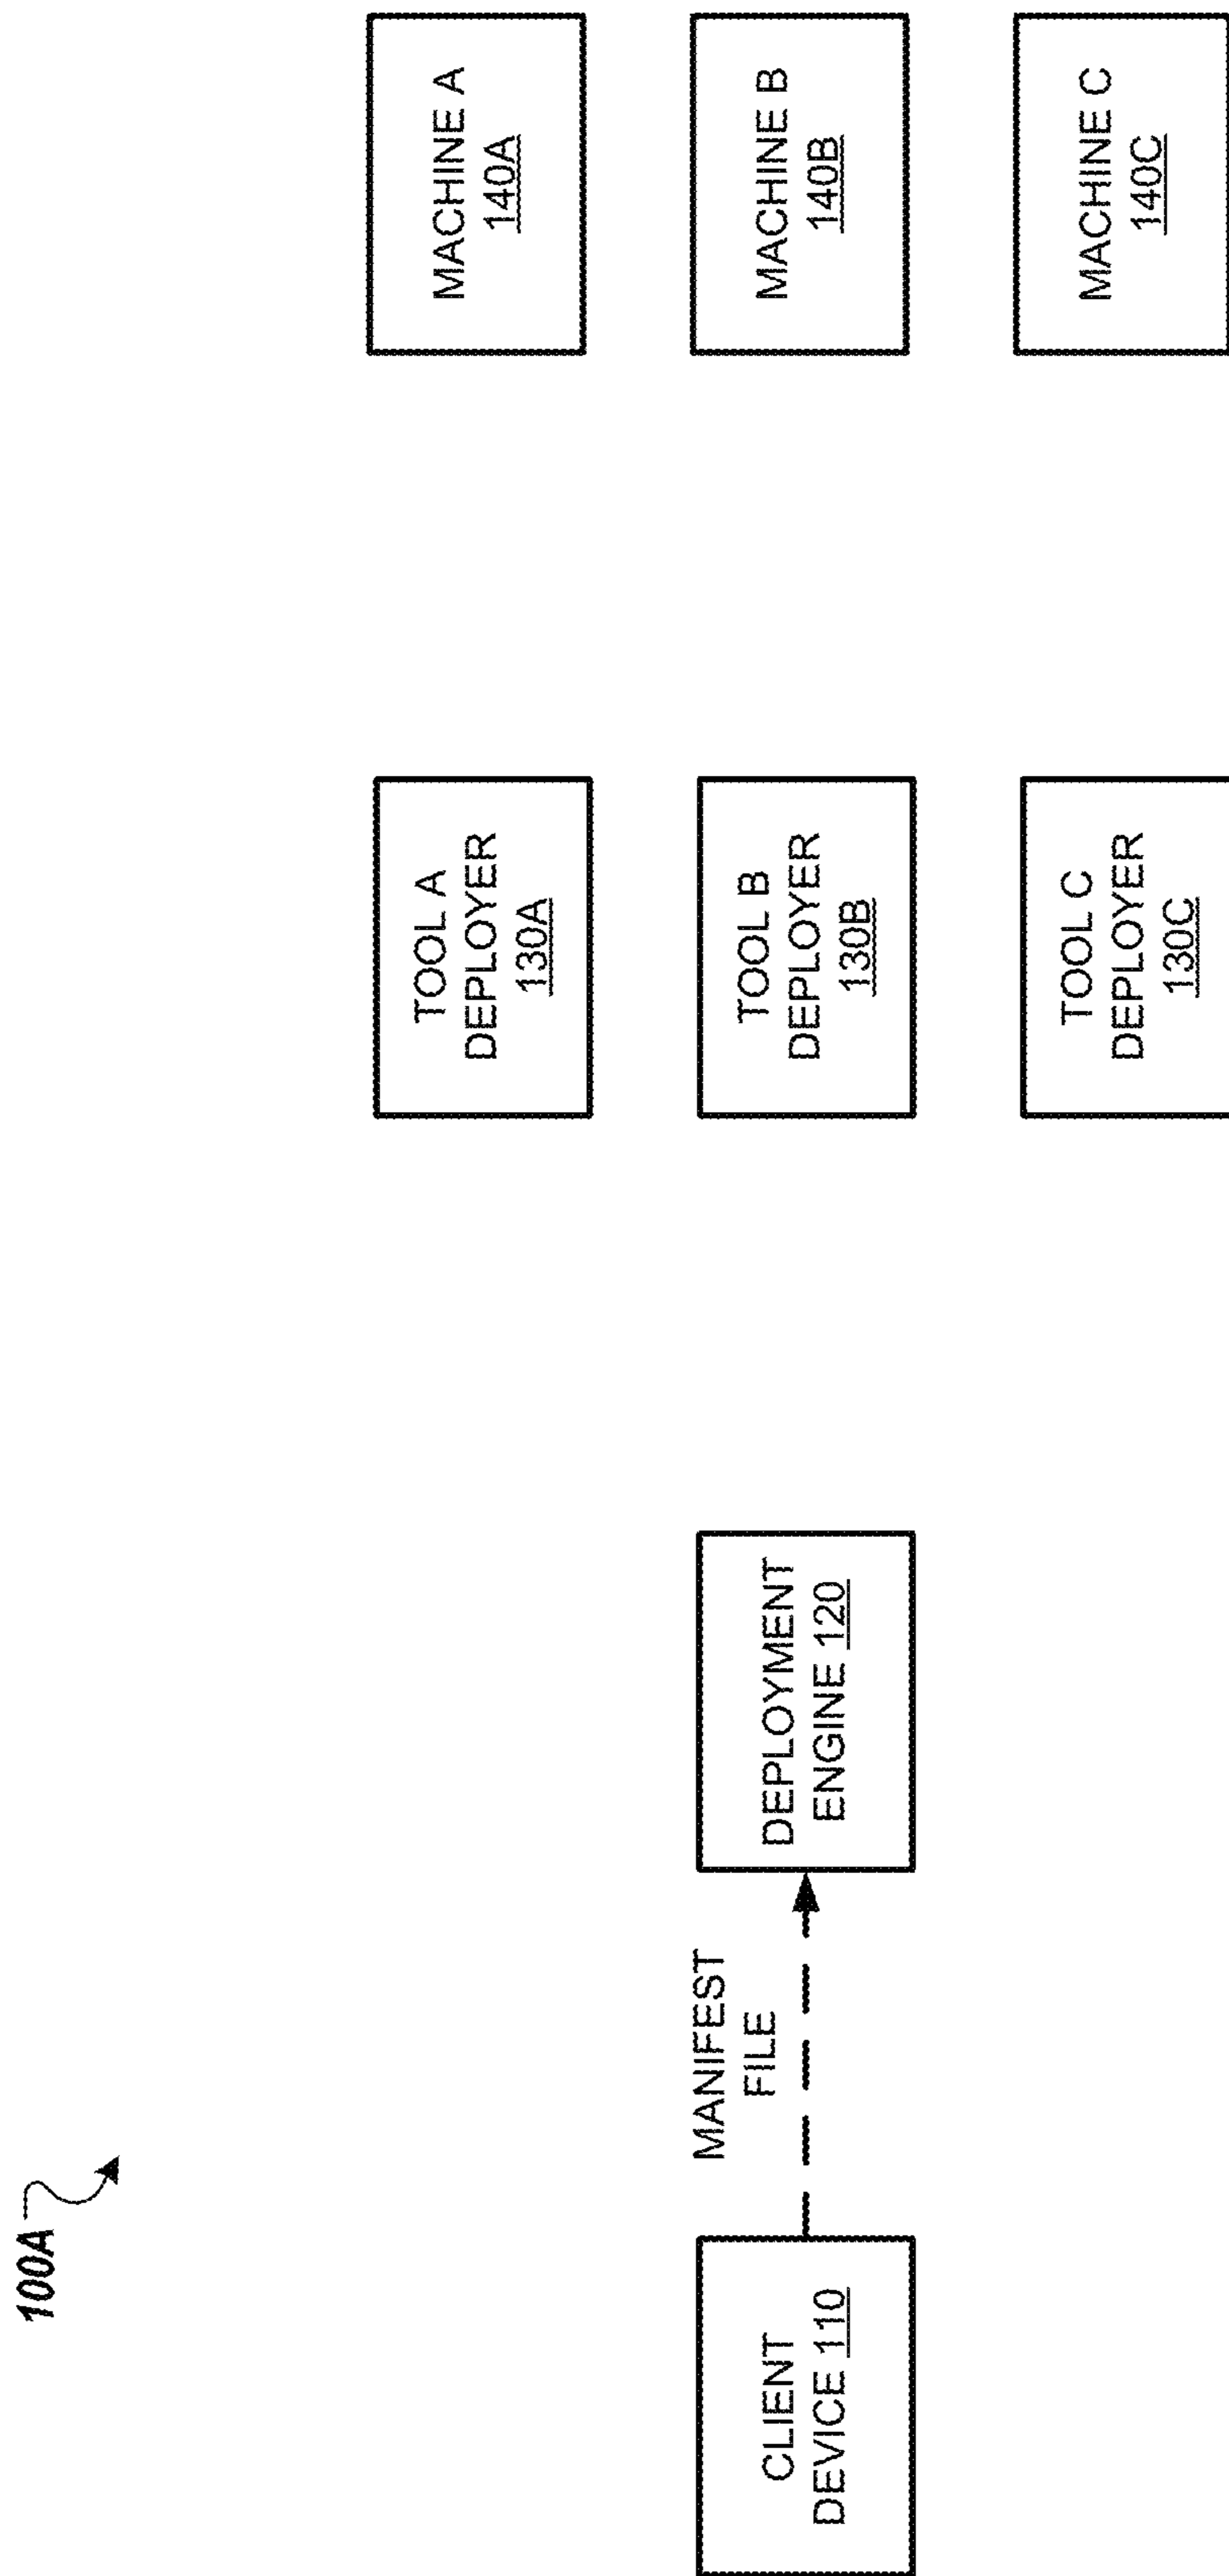 100A
CLIENT
DEVICE 110
MANIFEST
FILE
DEPLOYMENT
ENGINE 120
TOOL A
DEPLOYER
130A
TOOL B
DEPLOYER
130B
TOOL C
DEPLOYER
130C
MACHINE A
140A
MACHINE B
140B
MACHINE C
140C